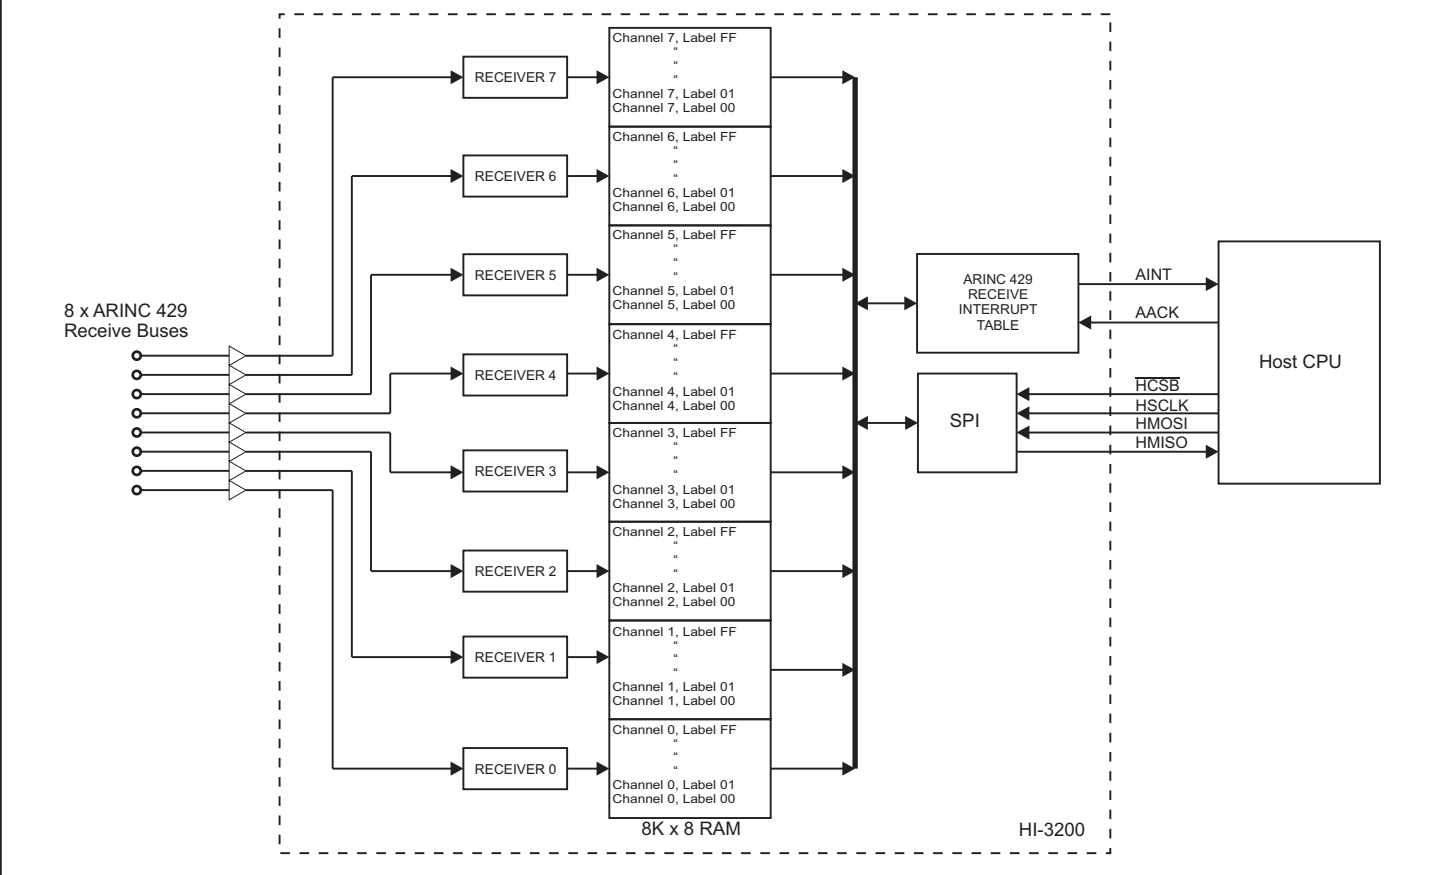 8 x ARINC 429
Receive Buses
RECEIVER 7
RECEIVER 6
RECEIVER 5
RECEIVER 4
RECEIVER 3
RECEIVER 2
RECEIVER 1
RECEIVER 0
Channel 7, Label FF
“
“
“
Channel 7, Label 01
Channel 7, Label 00
Channel 6, Label FF
“
“
“
Channel 6, Label 01
Channel 6, Label 00
Channel 5, Label FF
“
“
“
Channel 5, Label 01
Channel 5, Label 00
Channel 4, Label FF
“
“
“
Channel 4, Label 01
Channel 4, Label 00
Channel 3, Label FF
“
“
“
Channel 3, Label 01
Channel 3, Label 00
Channel 2, Label FF
“
“
“
Channel 2, Label 01
Channel 2, Label 00
Channel 1, Label FF
“
“
“
Channel 1, Label 01
Channel 1, Label 00
Channel 0, Label FF
“
“
“
Channel 0, Label 01
Channel 0, Label 00
8K x 8 RAM
ARINC 429
RECEIVE
INTERRUPT
TABLE
SPI
HI-3200
AINT
AACK
HCSB
HSCLK
HMOSI
HMISO
Host CPU